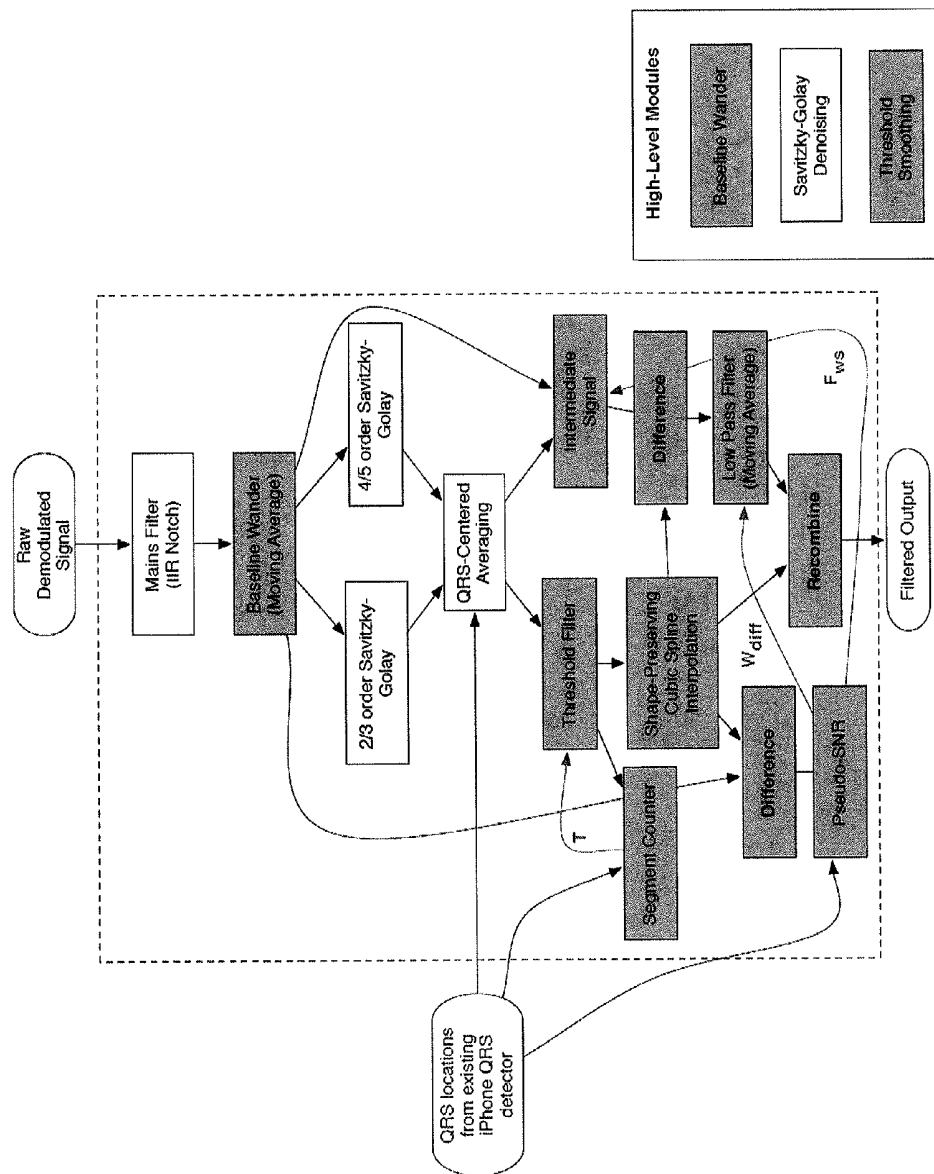 Raw
Demodulated
Signal
Mains Filter
(IIR Notch)
Baseline Wander
(Moving Average)
2/3 order Savitzky-
Golay
4/5 order Savitzky-
Golay
QRS locations
from existing
iPhone QRS
detector
QRS-Centered
Averaging
Threshold Filter
Intermediate
Signal
T
Segment Counter
Shape-Preserving
Cubic Spline
Interpolation
Difference
Difference
Low Pass Filter
(Moving Average)
W diff
Pseudo-SNR
Recombine
F ws
Filtered Output
High-Level Modules
Baseline Wander
Savitzky-Golay
Denoising
Threshold
Smoothing